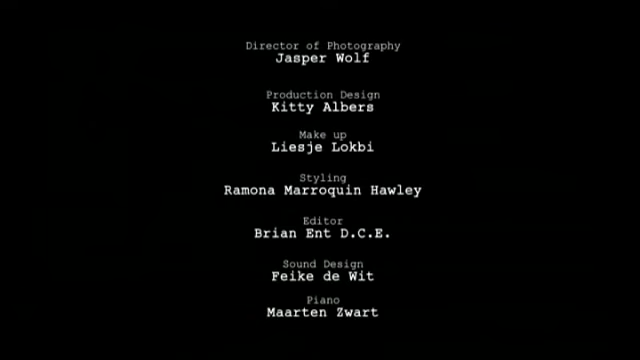 Director of Photography
Jasper Wolf
Production Design
Kitty Albers
Make up
Liesje Lokbi
Styling
Ramona Marroquin Hawley
Editor
Brian Ent D.C.E.
Sound Design
Feike de Wit
Piano
Maarten Zwart